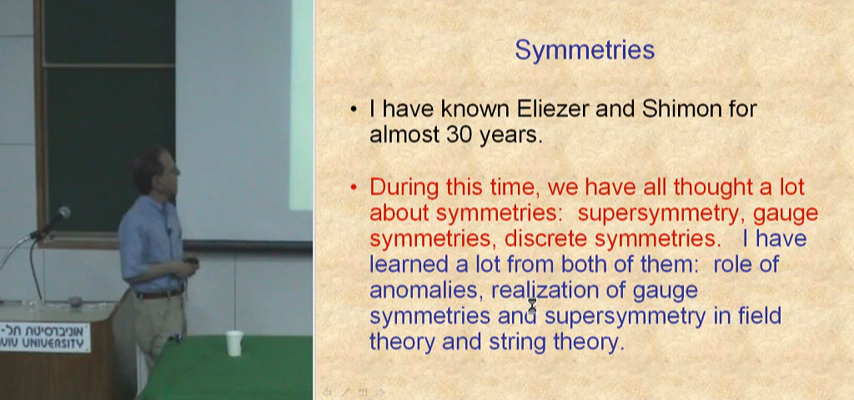 אוניברסיטת תל-
VIV UNIVERSITY
Symmetries
• I have known Eliezer and Shimon for
almost 30 years.
• During this time, we have all thought a lot
about symmetries: supersymmetry, gauge
symmetries, discrete symmetries. I have
learned a lot from both of them: role of
anomalies, realization of gauge
symmetries and supersymmetry in field
theory and string theory.